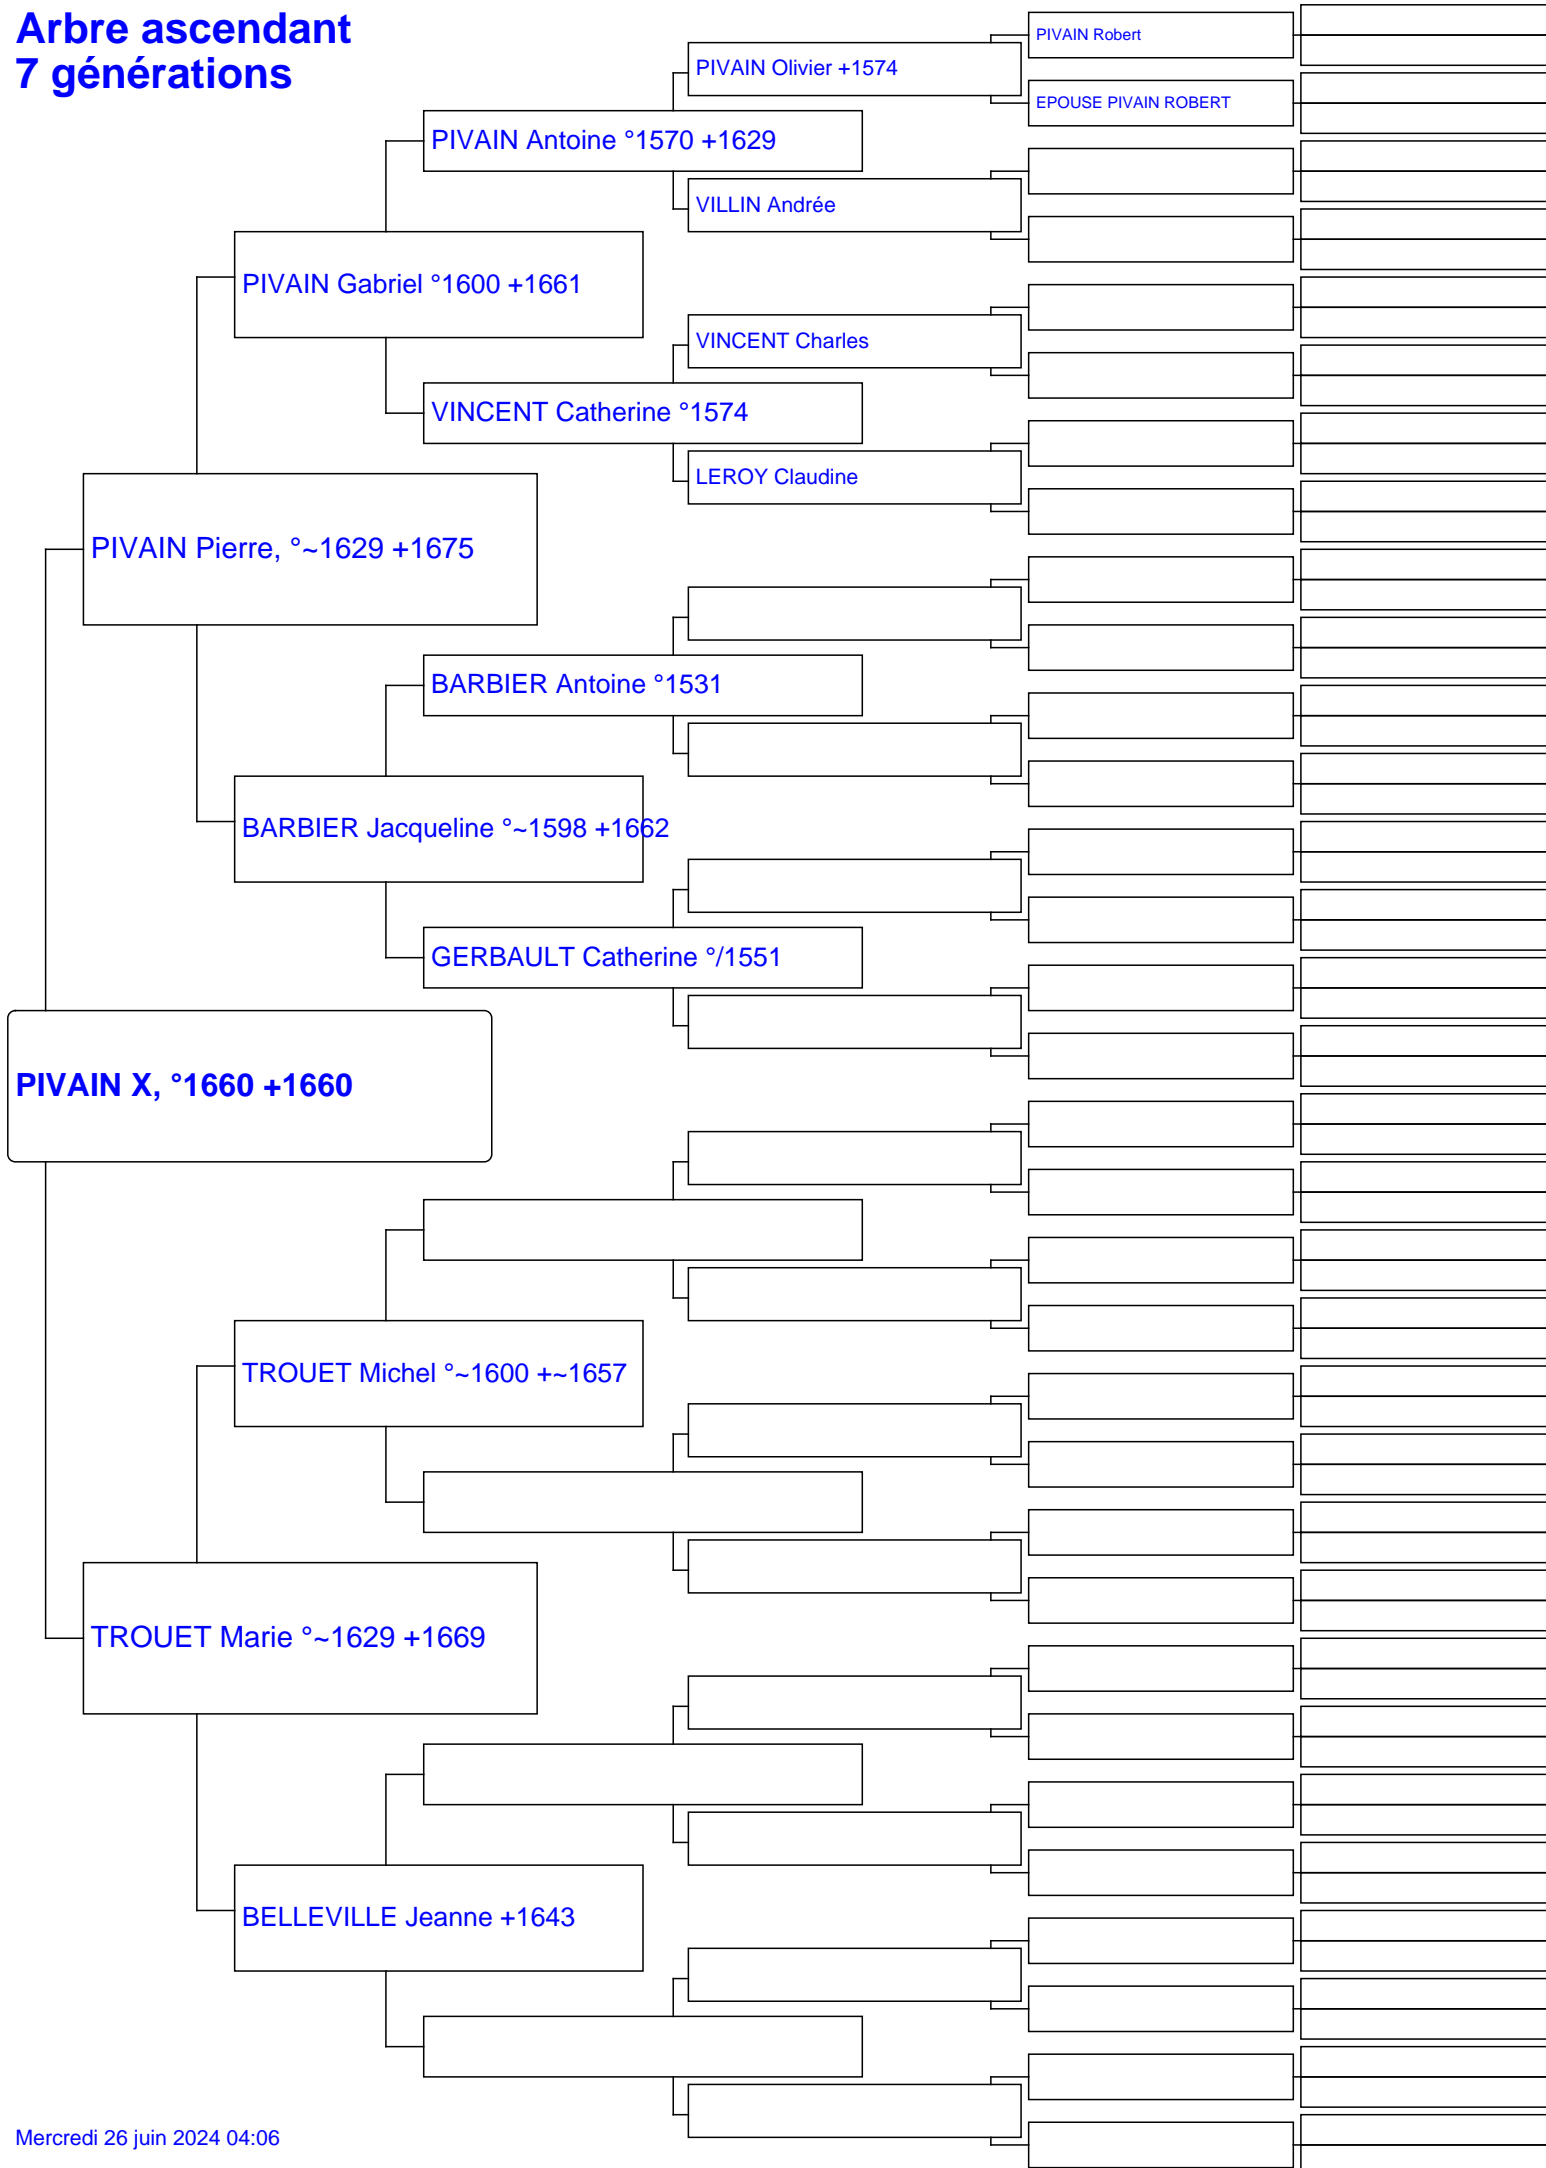 Arbre ascendant
7 générations
PIVAIN Robert
PIVAIN Olivier +1574
EPOUSE PIVAIN ROBERT
PIVAIN Antoine °1570 +1629
VILLIN Andrée
PIVAIN Gabriel °1600 +1661
VINCENT Charles
VINCENT Catherine °1574
LEROY Claudine
PIVAIN Pierre, °~1629 +1675
BARBIER Antoine °1531
BARBIER Jacqueline °~1598 +1662
GERBAULT Catherine °/1551
PIVAIN X, °1660 +1660
TROUET Michel °~1600 +~1657
TROUET Marie °~1629 +1669
BELLEVILLE Jeanne +1643
Mercredi 26 juin 2024 04:06